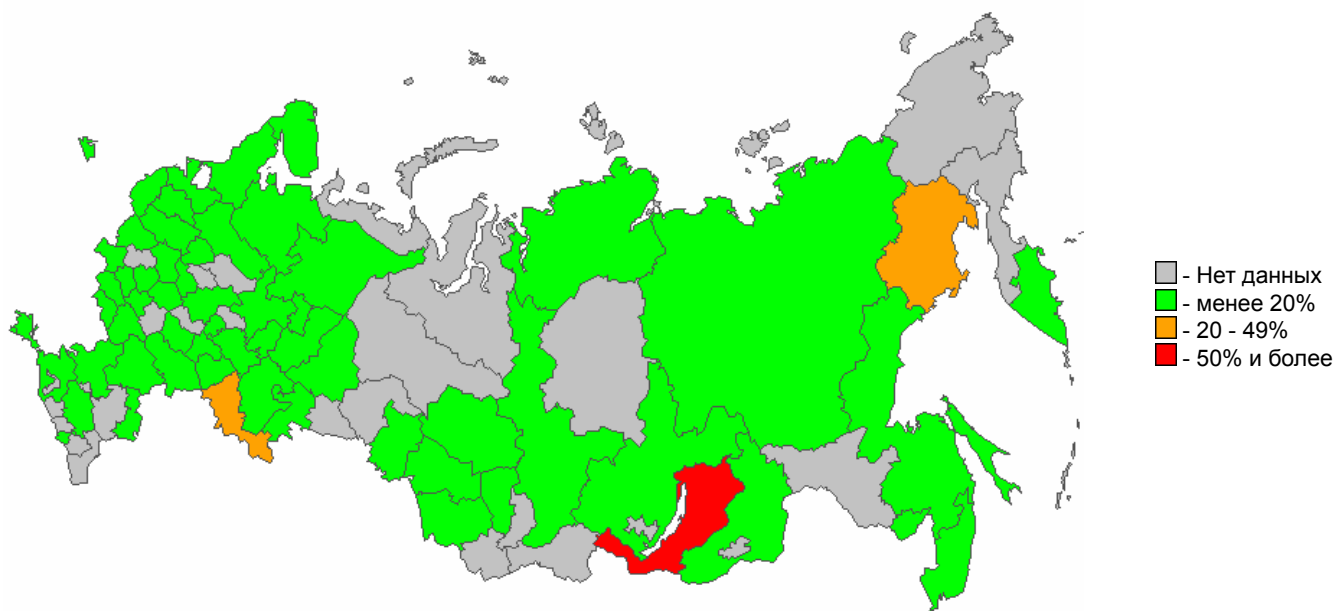 - Нет данных
- менее 20%
- 20 - 49%
- 50% и более